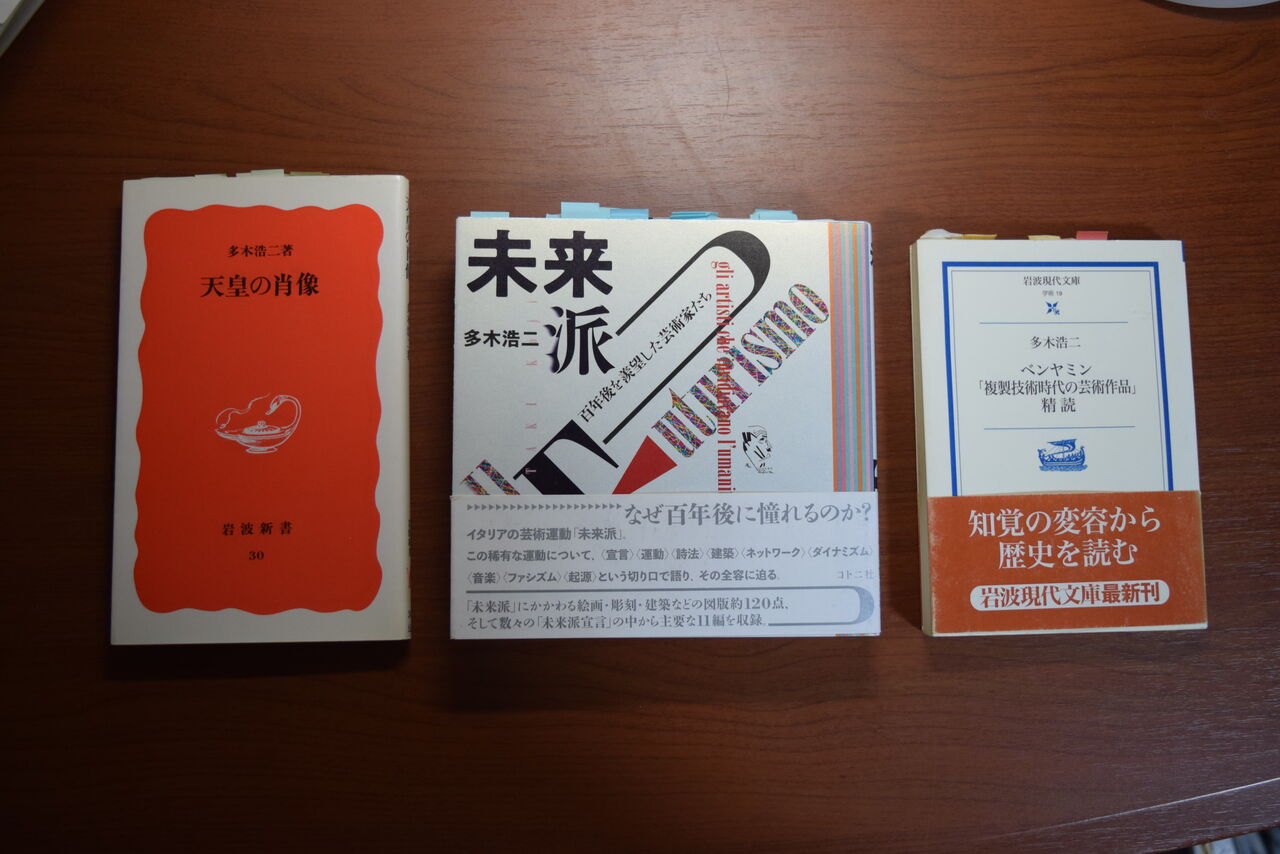 多木浩二著
天皇の肖像
岩波新書
30
未来
派
多木浩二
百年後を羨望した芸術家たち
なぜ百年後に憧れるのか?
イタリアの芸術運動「未来派」。
この稀有な運動について、〈宣言〉〈運動〉〈詩法〉〈建築〉〈ネットワーク〉〈ダイナミズム〉
〈音楽〉〈ファシズム〉〈起源〉という切り口で語り、その全容に迫る。
コトニ社
「未来派」にかかわる絵画・彫刻・建築などの図版約120点、
そして数々の「未来派宣言」の中から主要な11編を収録。
岩波現代文庫
学術 19
多木浩二
ベンヤミン
「複製技術時代の芸術作品」
精読
知覚の変容から
歴史を読む
岩波現代文庫最新刊